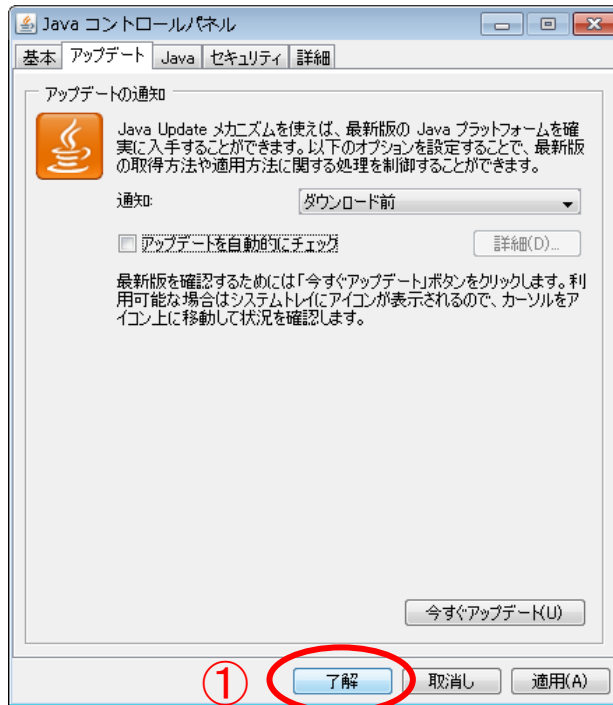 Java コントロールパネル
基本 アップデート Java セキュリティ 詳細
アップデートの通知
Java Update メカニズムを使えば、最新版の Java プラットフォームを確
実に入手することができます。以下のオプションを設定することで、最新版
の取得方法や適用方法に関する処理を制御することができます。
通知: ダウンロード前
アップデートを自動的にチェック 詳細(D)...
最新版を確認するためには「今すぐアップデート」ボタンをクリックします。利
用可能な場合はシステムトレイにアイコンが表示されるので、カーソルをア
イコン上に移動して状況を確認します。
今すぐアップデート(U)
① 了解 取消し 適用(A)